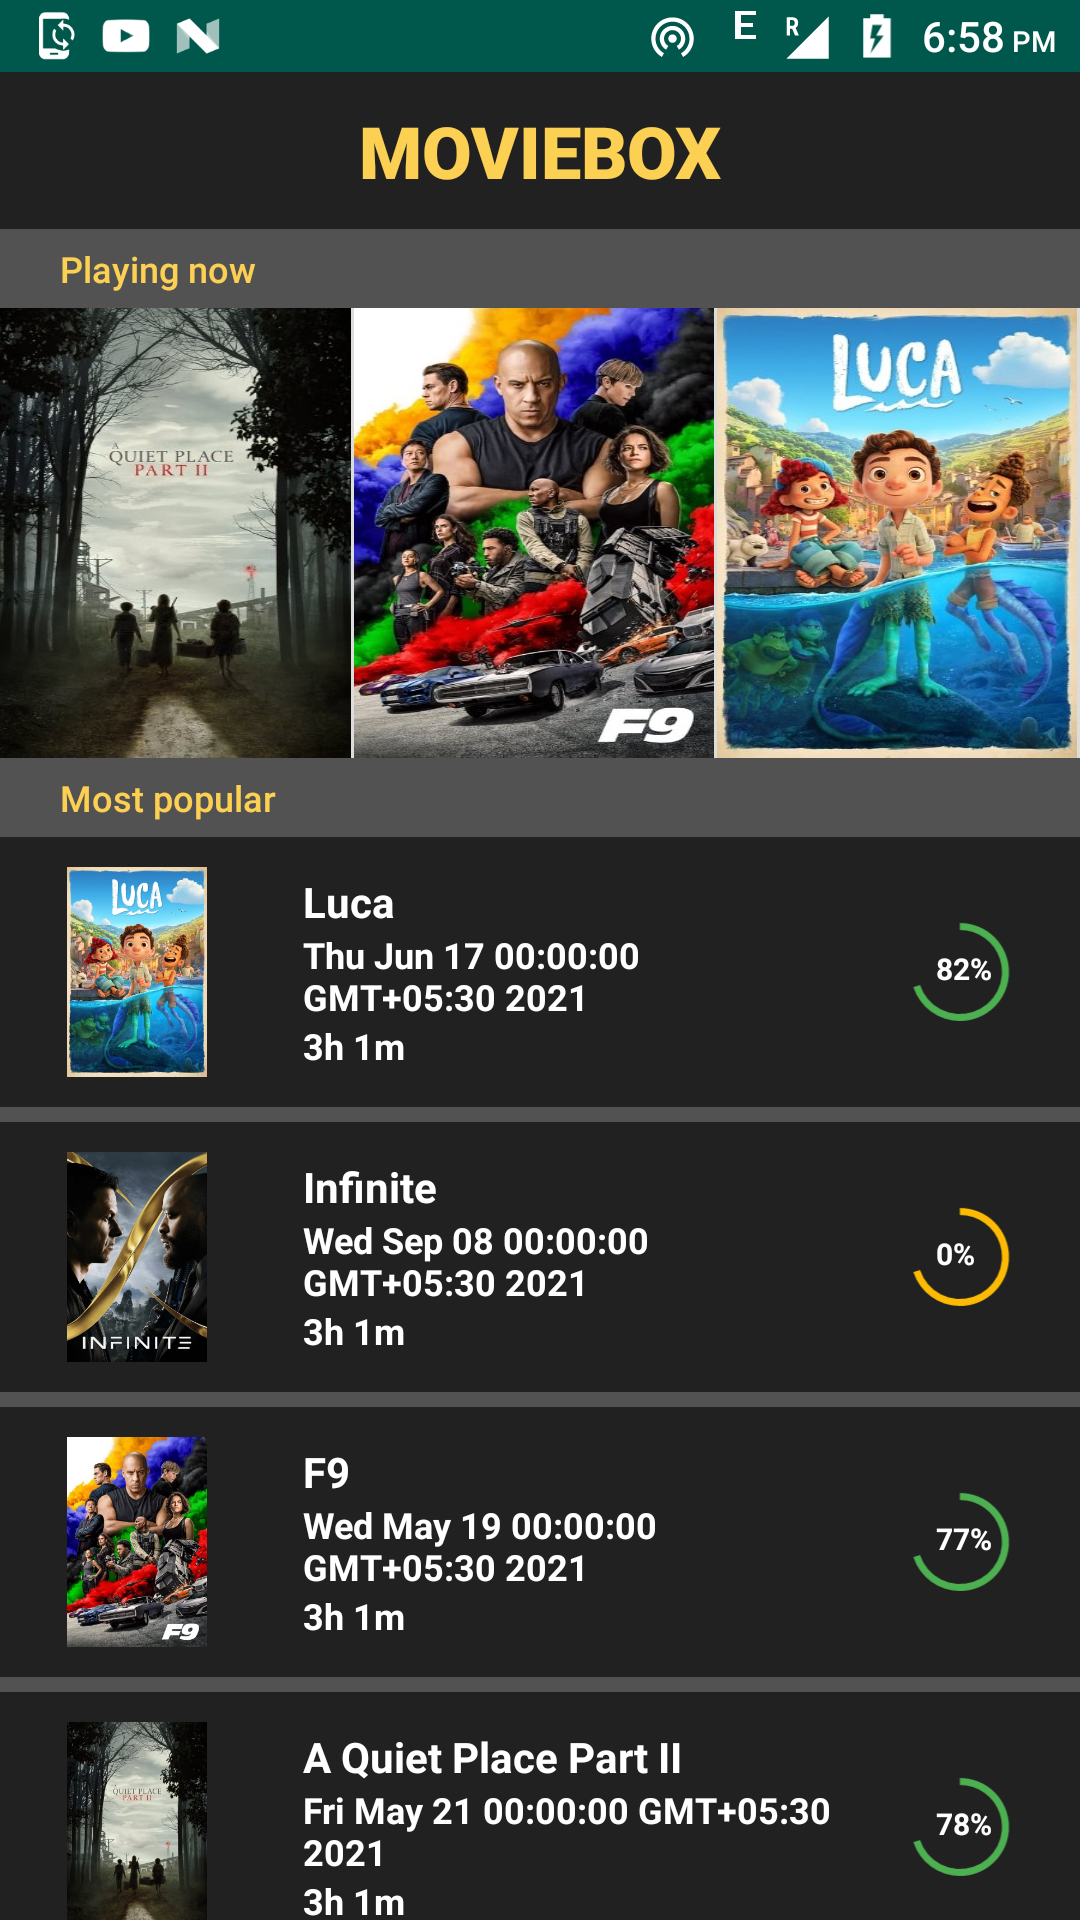 E R 6:58 PM
MOVIEBOX
Playing now
A
QUIET PLACE
PART II
F9
LUCA
Most popular
LUCA
Luca
Thu Jun 17 00:00:00
GMT+05:30 2021
3h 1m
82%
INFINITE
Infinite
Wed Sep 08 00:00:00
GMT+05:30 2021
3h 1m
0%
F9
F9
Wed May 19 00:00:00
GMT+05:30 2021
3h 1m
77%
QUIET PLACE
PART II
A Quiet Place Part II
Fri May 21 00:00:00 GMT+05:30
2021
3h 1m
78%